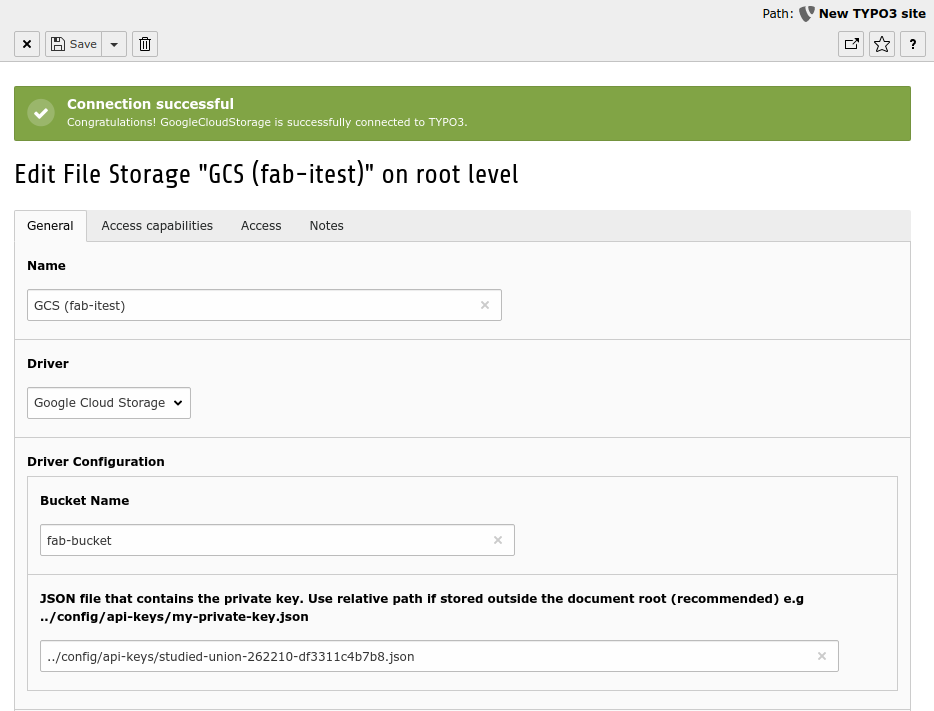 Path: New TYPO3 site
Save
?
Connection successful
Congratulations! GoogleCloudStorage is successfully connected to TYPO3.
Edit File Storage "GCS (fab-itest)" on root level
General Access capabilities Access Notes
Name
GCS (fab-itest)
Driver
Google Cloud Storage
Driver Configuration
Bucket Name
fab-bucket
JSON file that contains the private key. Use relative path if stored outside the document root (recommended) e.g
../config/api-keys/my-private-key.json
../config/api-keys/studied-union-262210-df3311c4b7b8.json